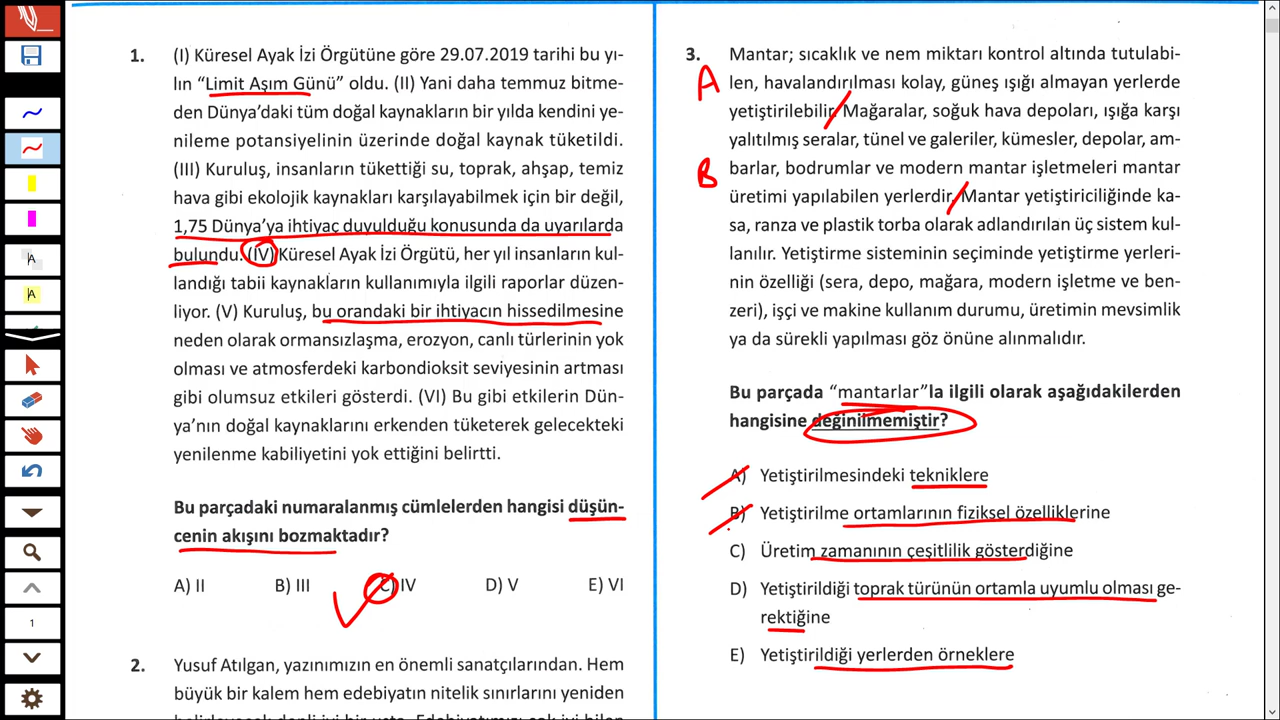 1. (I) Küresel Ayak İzi Örgütüne göre 29.07.2019 tarihi bu yı-
lın “Limit Aşım Günü” oldu. (II) Yani daha temmuz bitme-
den Dünya’daki tüm doğal kaynakların bir yılda kendini ye-
nileme potansiyelinin üzerinde doğal kaynak tüketildi.
(III) Kuruluş, insanların tükettiği su, toprak, ahşap, temiz
hava gibi ekolojik kaynakları karşılayabilmek için bir değil,
1,75 Dünya’ya ihtiyaç duyulduğu konusunda da uyarılarda
bulundu. (IV) Küresel Ayak İzi Örgütü, her yıl insanların kul-
landığı tabii kaynakların kullanımıyla ilgili raporlar düzen-
liyor. (V) Kuruluş, bu orandaki bir ihtiyacın hissedilmesine
neden olarak ormansızlaşma, erozyon, canlı türlerinin yok
olması ve atmosferdeki karbondioksit seviyesinin artması
gibi olumsuz etkileri gösterdi. (VI) Bu gibi etkilerin Dün-
ya’nın doğal kaynaklarını erkenden tüketerek gelecekteki
yenilenme kabiliyetini yok ettiğini belirtti.
Bu parçadaki numaralanmış cümlelerden hangisi düşün-
cenin akışını bozmaktadır?
A) II B) III C) IV D) V E) VI
2. Yusuf Atılgan, yazınımızın en önemli sanatçılarından. Hem
büyük bir kalem hem edebiyatın nitelik sınırlarını yeniden
3. Mantar; sıcaklık ve nem miktarı kontrol altında tutulabi-
A
len, havalandırılması kolay, güneş ışığı almayan yerlerde
yetiştirilebilir. Mağaralar, soğuk hava depoları, ışığa karşı
yalıtılmış seralar, tünel ve galeriler, kümesler, depolar, am-
B
barlar, bodrumlar ve modern mantar işletmeleri mantar
üretimi yapılabilen yerlerdir. Mantar yetiştiriciliğinde ka-
sa, ranza ve plastik torba olarak adlandırılan üç sistem kul-
lanılır. Yetiştirme sisteminin seçiminde yetiştirme yerleri-
nin özelliği (sera, depo, mağara, modern işletme ve ben-
zeri), işçi ve makine kullanım durumu, üretimin mevsimlik
ya da sürekli yapılması göz önüne alınmalıdır.
Bu parçada “mantarlar”la ilgili olarak aşağıdakilerden
hangisine değinilmemiştir?
A) Yetiştirilmesindeki tekniklere
B) Yetiştirilme ortamlarının fiziksel özelliklerine
C) Üretim zamanının çeşitlilik gösterdiğine
D) Yetiştirildiği toprak türünün ortamla uyumlu olması ge-
rektiğine
E) Yetiştirildiği yerlerden örneklere
A
A
1